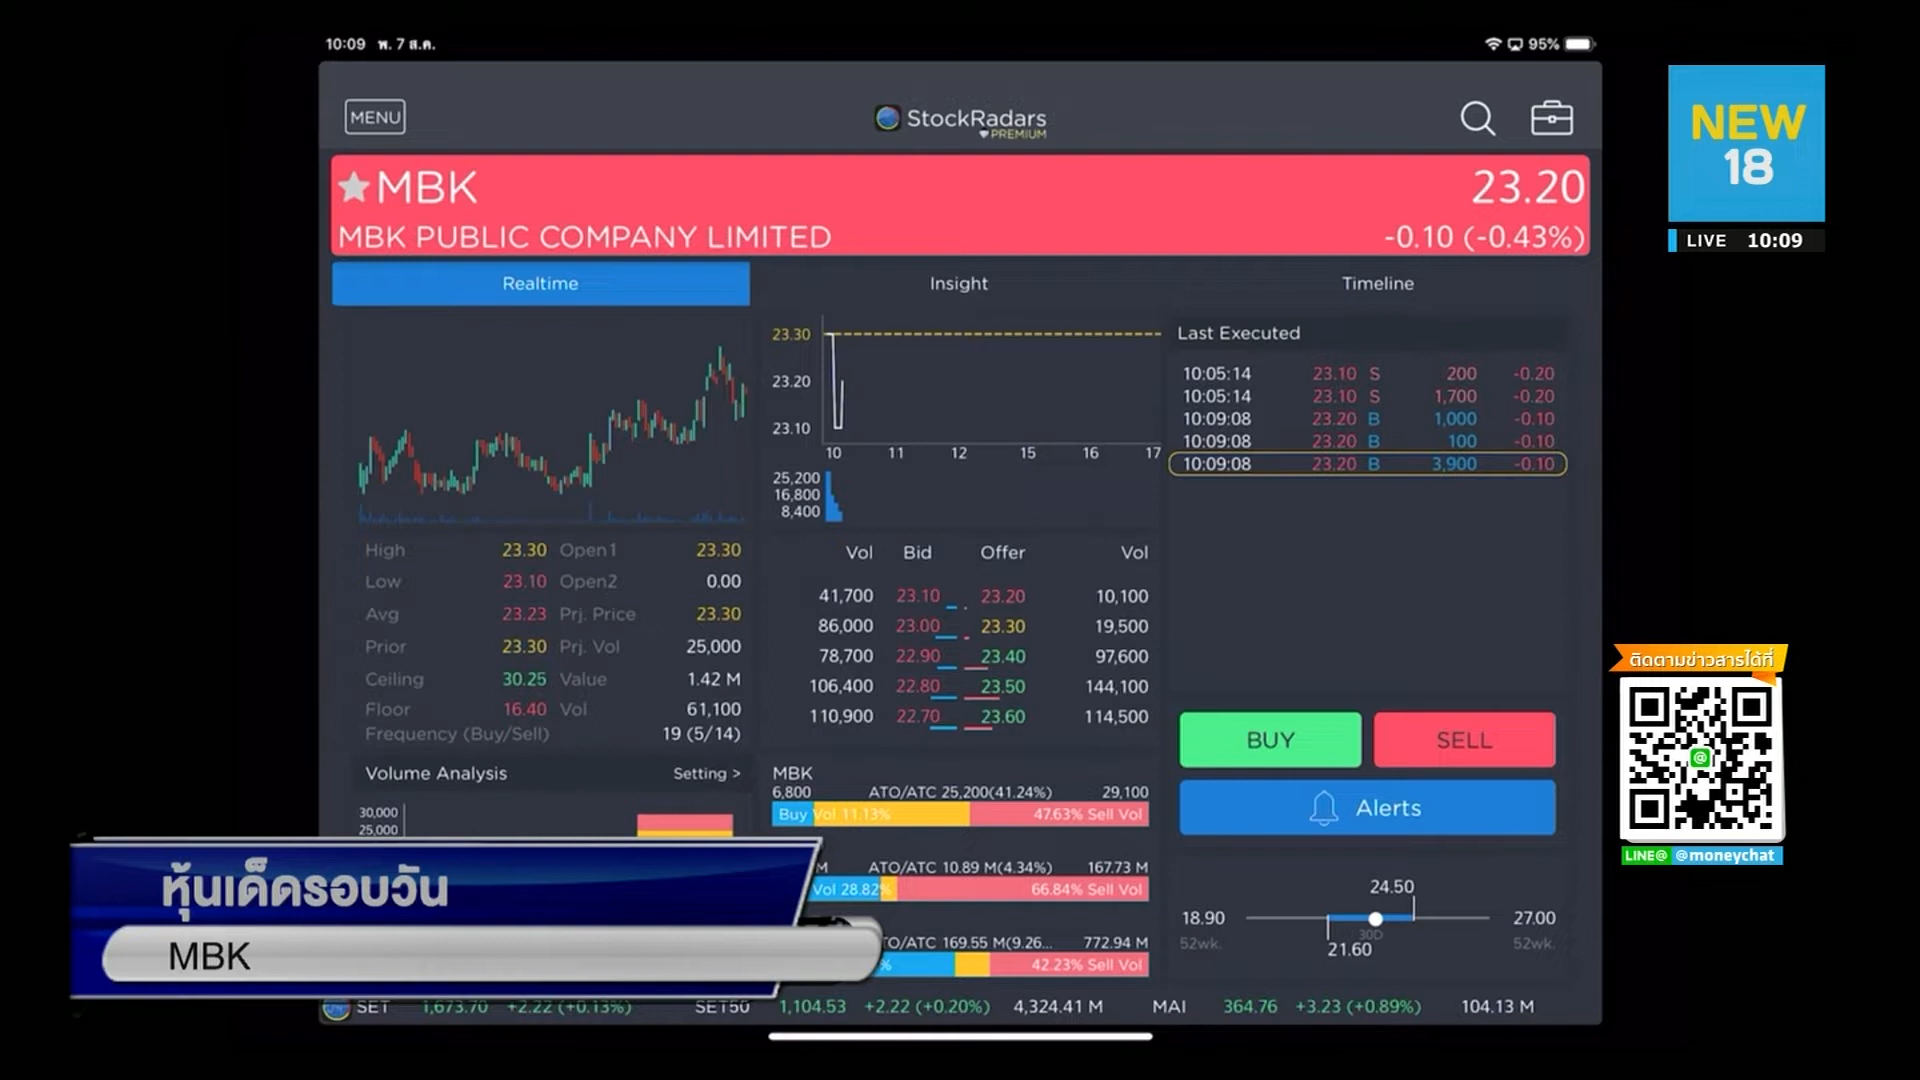 10:09 พ. 7 ส.ค.
95%
MENU
StockRadars
PREMIUM
NEW
18
LIVE 10:09
MBK
23.20
MBK PUBLIC COMPANY LIMITED
-0.10 (-0.43%)
Realtime
Insight
Timeline
23.30
23.20
23.10
10 11 12 15 16 17
25,200
16,800
8,400
Last Executed
10:05:14 23.10 S 200 -0.20
10:05:14 23.10 S 1,700 -0.20
10:09:08 23.20 B 1,000 -0.10
10:09:08 23.20 B 100 -0.10
10:09:08 23.20 B 3,900 -0.10
High 23.30 Open1 23.30
Low 23.10 Open2 0.00
Avg 23.23 Prj. Price 23.30
Prior 23.30 Prj. Vol 25,000
Ceiling 30.25 Value 1.42 M
Floor 16.40 Vol 61,100
Frequency (Buy/Sell) 19 (5/14)
Vol Bid Offer Vol
41,700 23.10 23.20 10,100
86,000 23.00 23.30 19,500
78,700 22.90 23.40 97,600
106,400 22.80 23.50 144,100
110,900 22.70 23.60 114,500
Volume Analysis Setting >
30,000
25,000
MBK
6,800 ATO/ATC 25,200(41.24%) 29,100
Buy Vol 11.13% 47.63% Sell Vol
M ATO/ATC 10.89 M(4.34%) 167.73 M
Vol 28.82% 66.84% Sell Vol
TO/ATC 169.55 M(9.26... 772.94 M
% 42.23% Sell Vol
BUY
SELL
Alerts
24.50
18.90 27.00
52wk. 30D 52wk.
21.60
ติดตามข่าวสารได้ที่
LINE@ @moneychat
หุ้นเด็ดรอบวัน
MBK
SET 1,673.70 +2.22 (+0.13%) SET50 1,104.53 +2.22 (+0.20%) 4,324.41 M MAI 364.76 +3.23 (+0.89%) 104.13 M